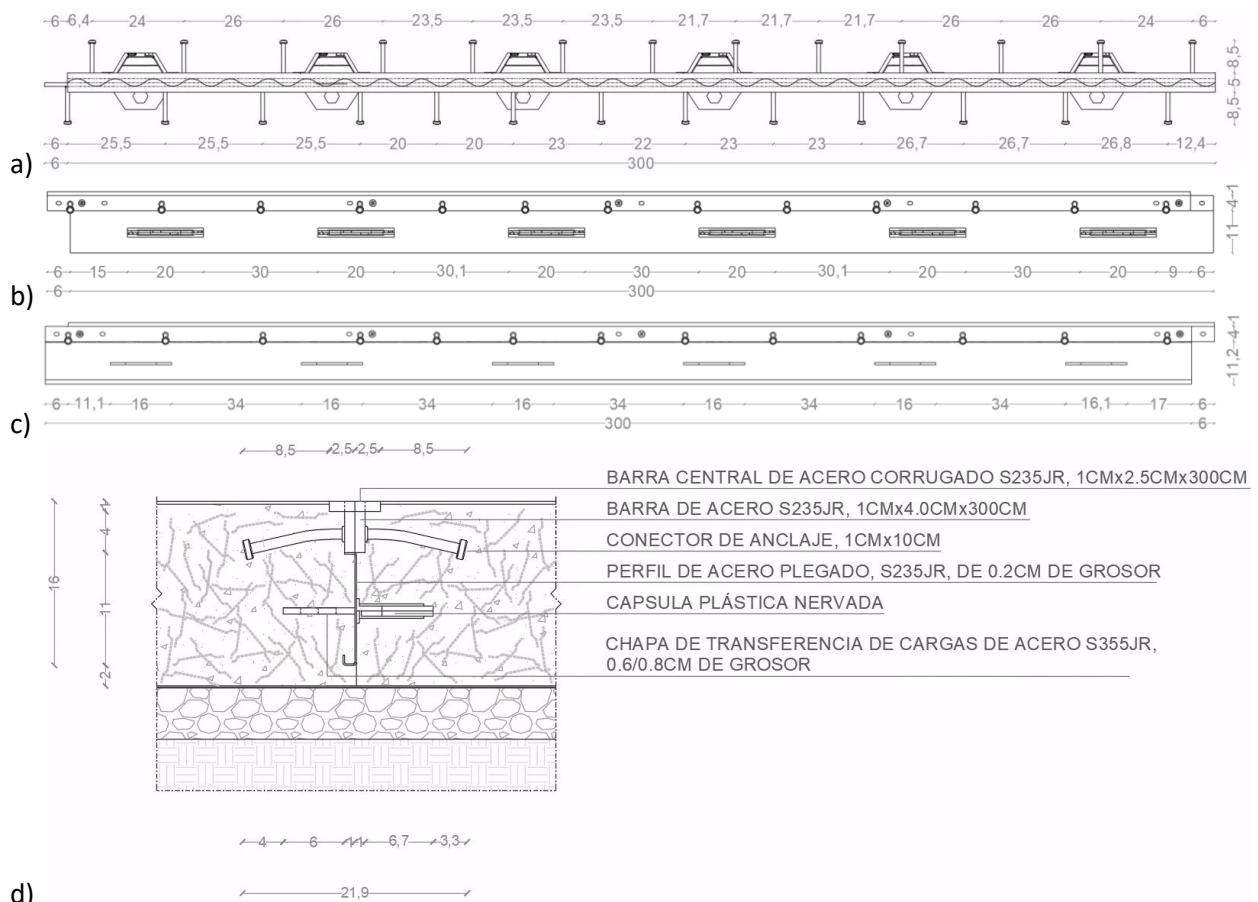 6 6,4 24 26 26 23,5 23,5 23,5 21,7 21,7 21,7 26 26 24 6
8,5 5 8,5
6 25,5 25,5 25,5 20 20 23 22 23 23 26,7 26,7 26,8 12,4
a)
6 300
11 4 1
6 15 20 30 20 30,1 20 30 20 30,1 20 30 20 9 6
b)
6 300
11,2 4 1
6 11,1 16 34 16 34 16 34 16 34 16 34 16,1 17 6
c)
300 6
8,5 2,5 2,5 8,5
BARRA CENTRAL DE ACERO CORRUGADO S235JR, 1CMx2.5CMx300CM
BARRA DE ACERO S235JR, 1CMx4.0CMx300CM
CONECTOR DE ANCLAJE, 1CMx10CM
PERFIL DE ACERO PLEGADO, S235JR, DE 0.2CM DE GROSOR
CAPSULA PLÁSTICA NERVADA
CHAPA DE TRANSFERENCIA DE CARGAS DE ACERO S355JR,
0.6/0.8CM DE GROSOR
16
1 4 11 2
4 6 1 1 6,7 3,3
21,9
d)